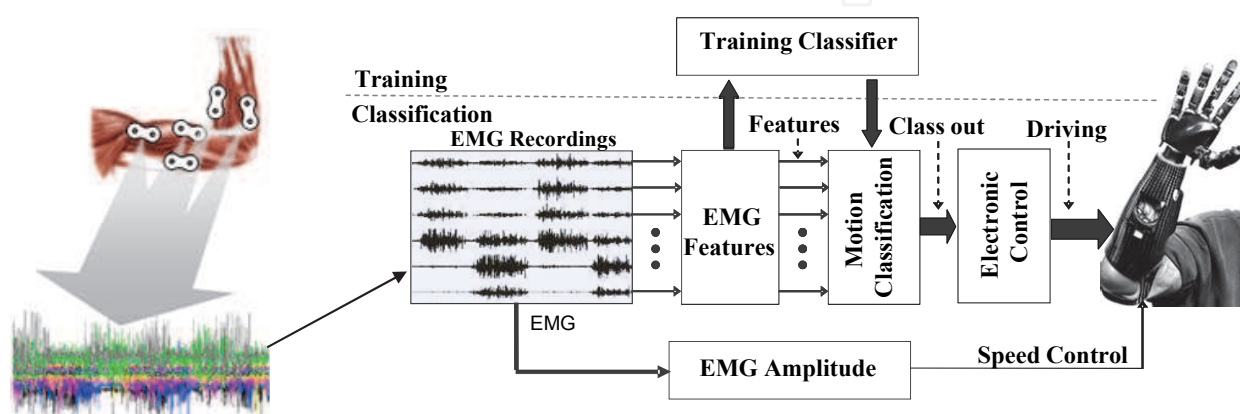 Training Classifier
Training
Classification
EMG Recordings
Features
Class out
Driving
EMG
Features
Motion
Classification
Electronic
Control
EMG
EMG Amplitude
Speed Control